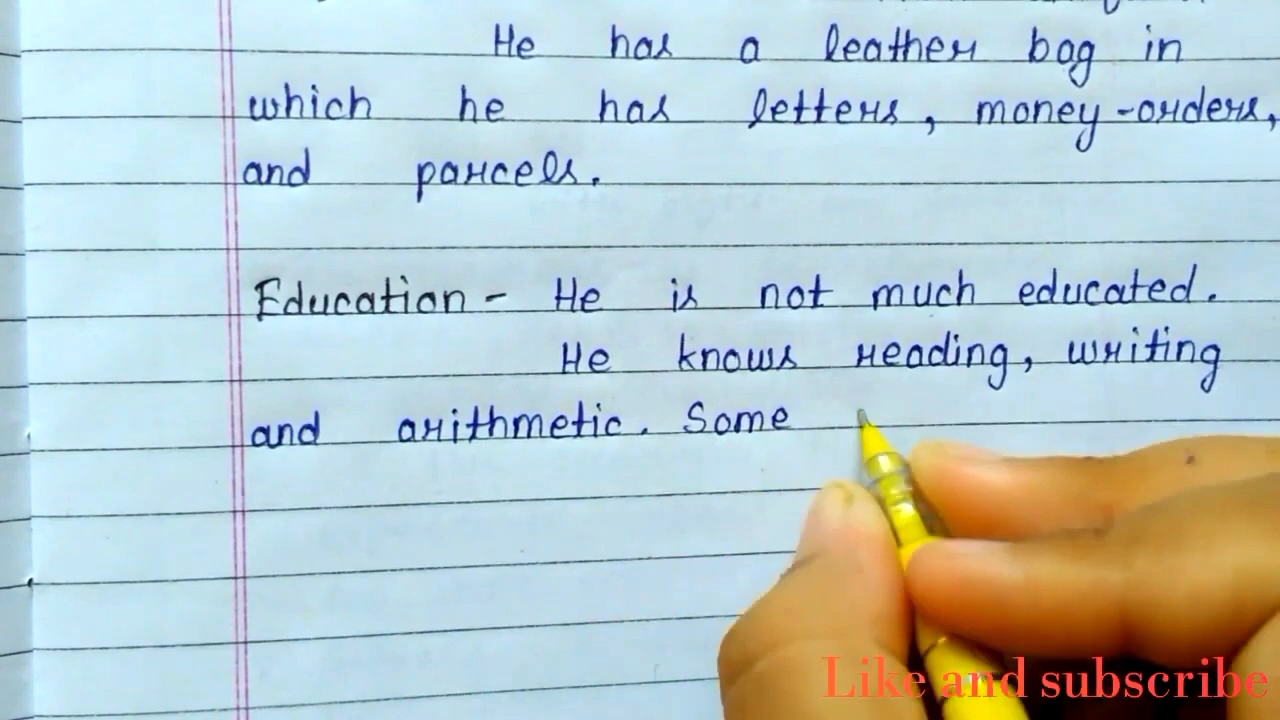 He has a leather bag in
which he has letters, money-orders,
and parcels.
Education - He is not much educated.
He knows reading, writing
and arithmetic. Some
Like and subscribe